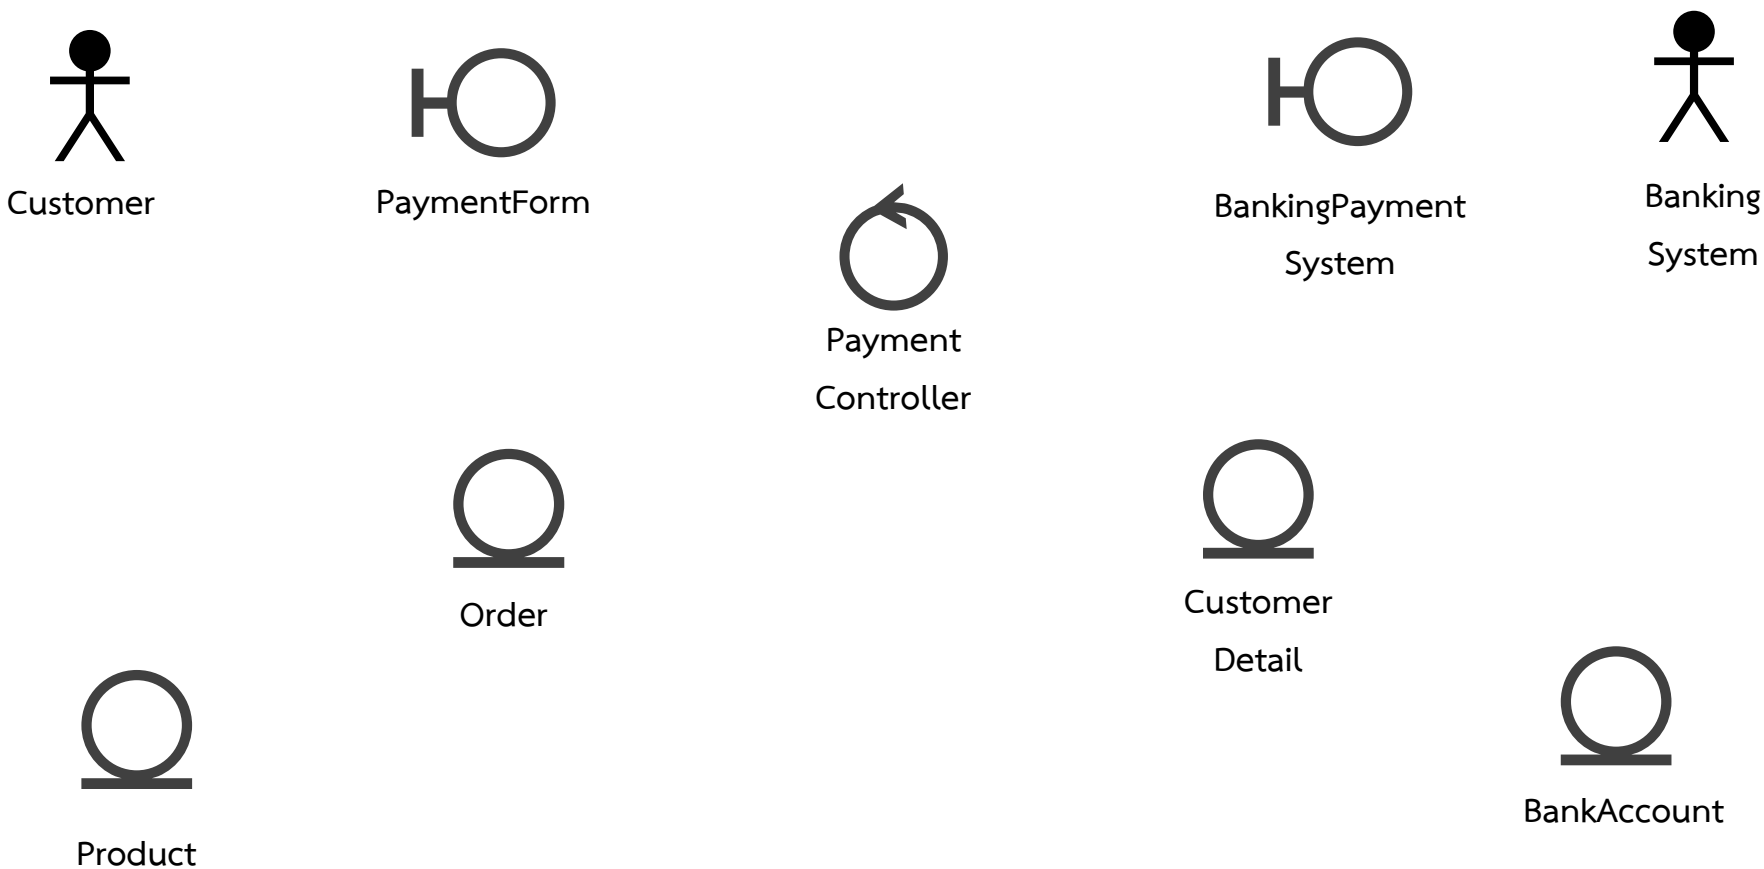 Customer
PaymentForm
BankingPayment
System
Banking
System
Payment
Controller
Order
Customer
Detail
Product
BankAccount